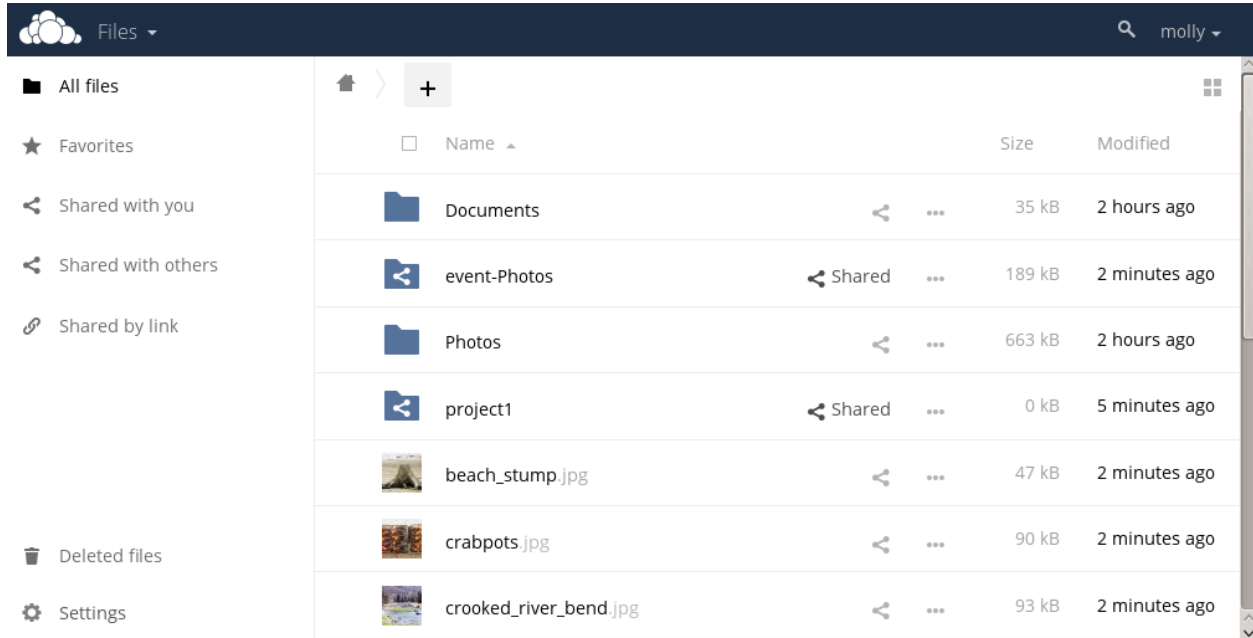 Files
molly
All files
Favorites
Shared with you
Shared with others
Shared by link
Deleted files
Settings
+
Name Size Modified
Documents 35 kB 2 hours ago
event-Photos Shared 189 kB 2 minutes ago
Photos 663 kB 2 hours ago
project1 Shared 0 kB 5 minutes ago
beach_stump.jpg 47 kB 2 minutes ago
crabpots.jpg 90 kB 2 minutes ago
crooked_river_bend.jpg 93 kB 2 minutes ago